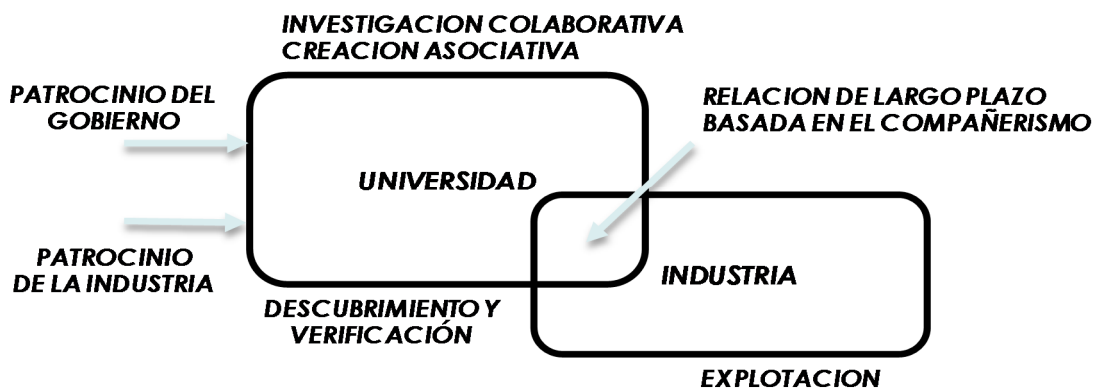 INVESTIGACION COLABORATIVA
CREACION ASOCIATIVA
PATROCINIO DEL
GOBIERNO
RELACION DE LARGO PLAZO
BASADA EN EL COMPAÑERISMO
UNIVERSIDAD
PATROCINIO
DE LA INDUSTRIA
INDUSTRIA
DESCUBRIMIENTO Y
VERIFICACIÓN
EXPLOTACION